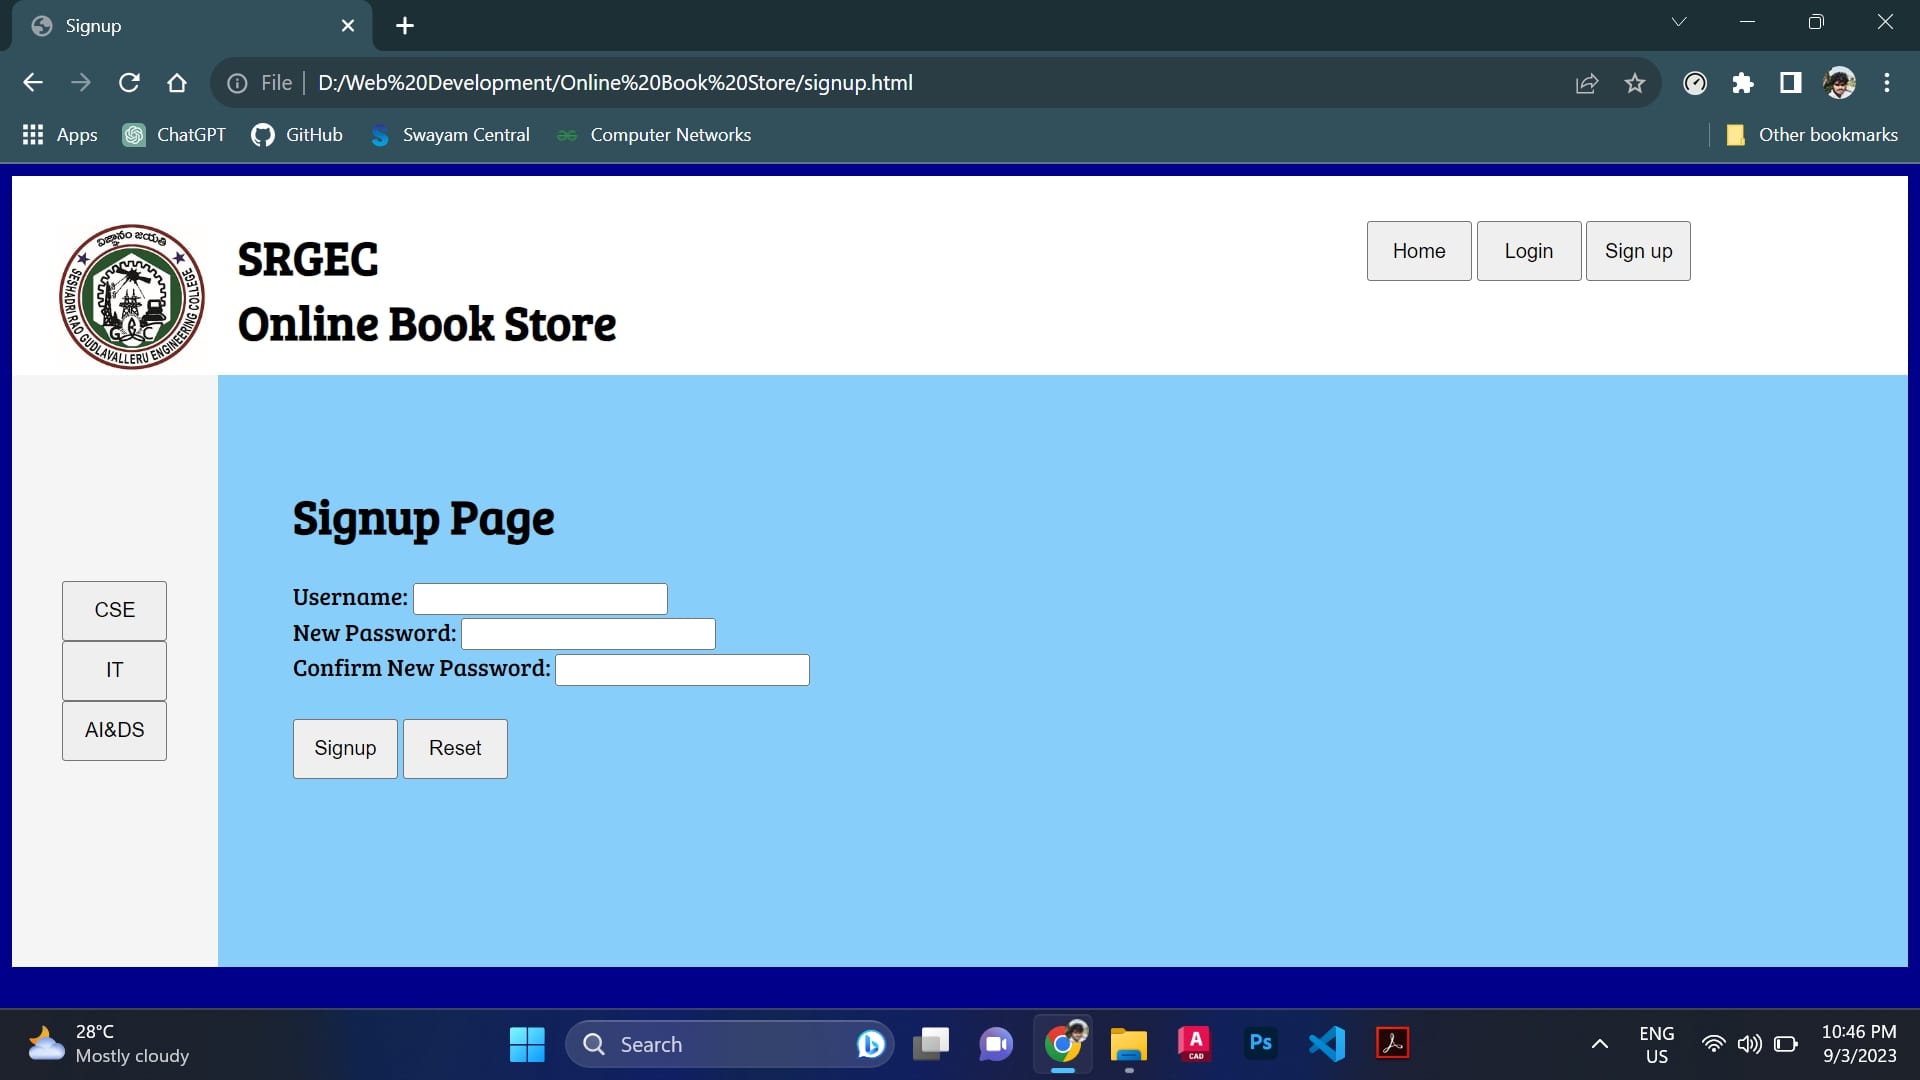 Signup
File D:/Web%20Development/Online%20Book%20Store/signup.html
Apps ChatGPT GitHub Swayam Central Computer Networks Other bookmarks
విజ్ఞానం జయతి
SESHADRI RAO GUDLAVALLERU ENGINEERING COLLEGE
SRGEC
Online Book Store
Home Login Sign up
Signup Page
Username:
New Password:
Confirm New Password:
Signup Reset
CSE
IT
AI&DS
28°C
Mostly cloudy
Search
A
CAD
Ps
ENG
US
10:46 PM
9/3/2023